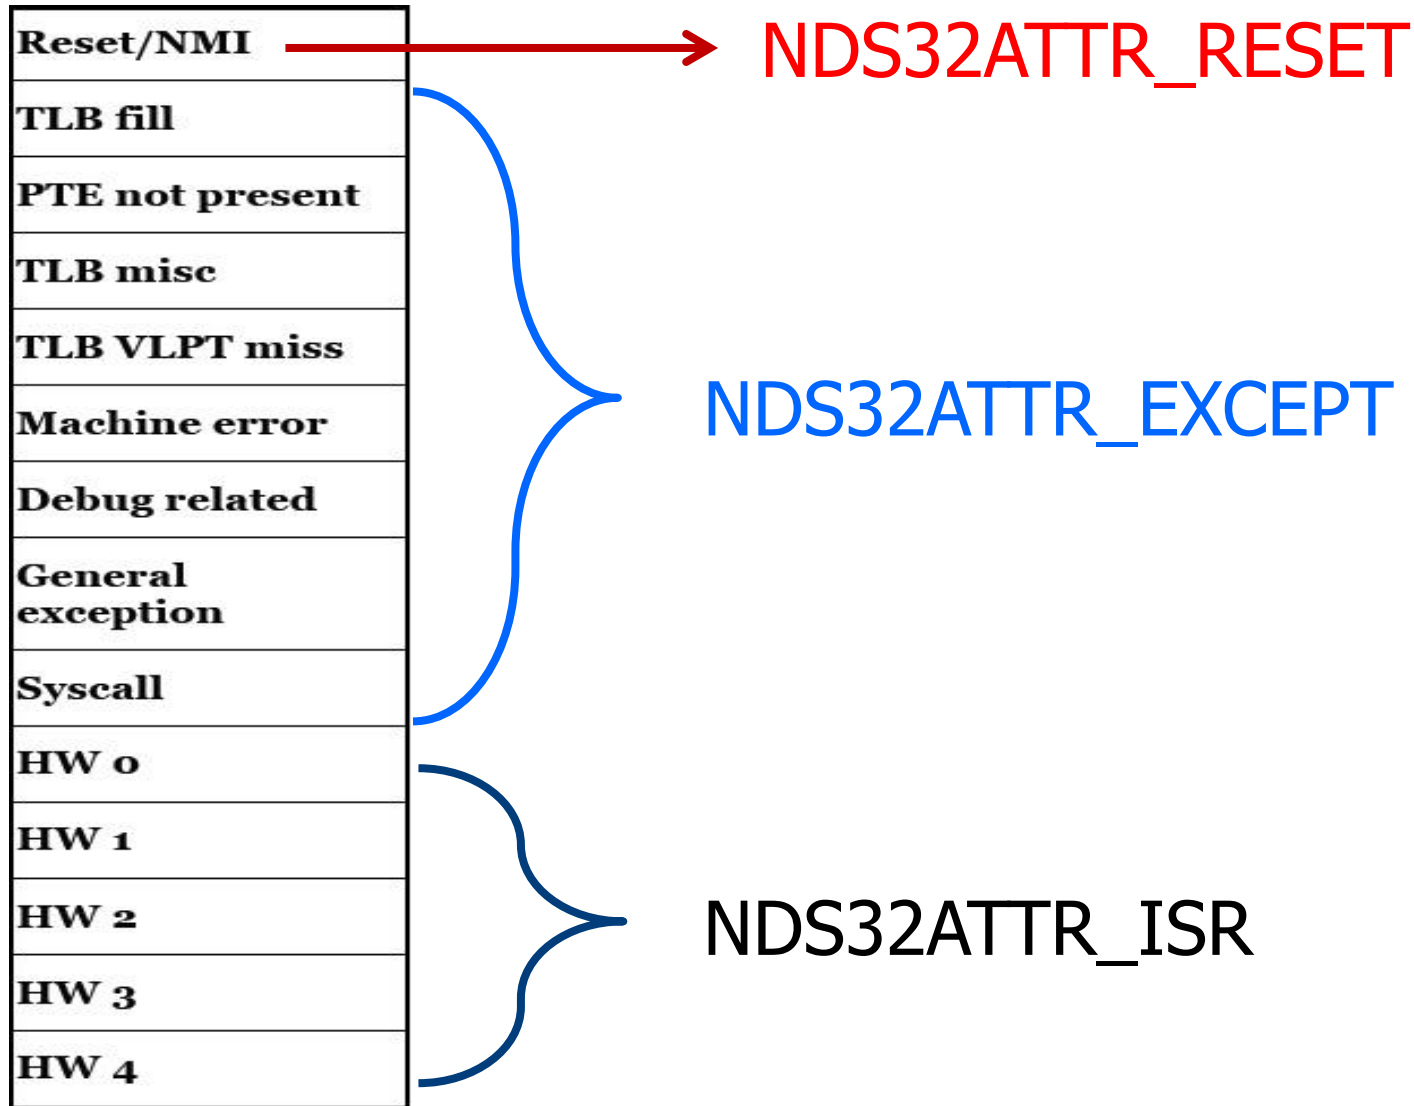 Reset/NMI
NDS32ATTR_RESET
TLB fill
PTE not present
TLB misc
TLB VLPT miss
Machine error
NDS32ATTR_EXCEPT
Debug related
General
exception
Syscall
HW 0
HW 1
HW 2
NDS32ATTR_ISR
HW 3
HW 4